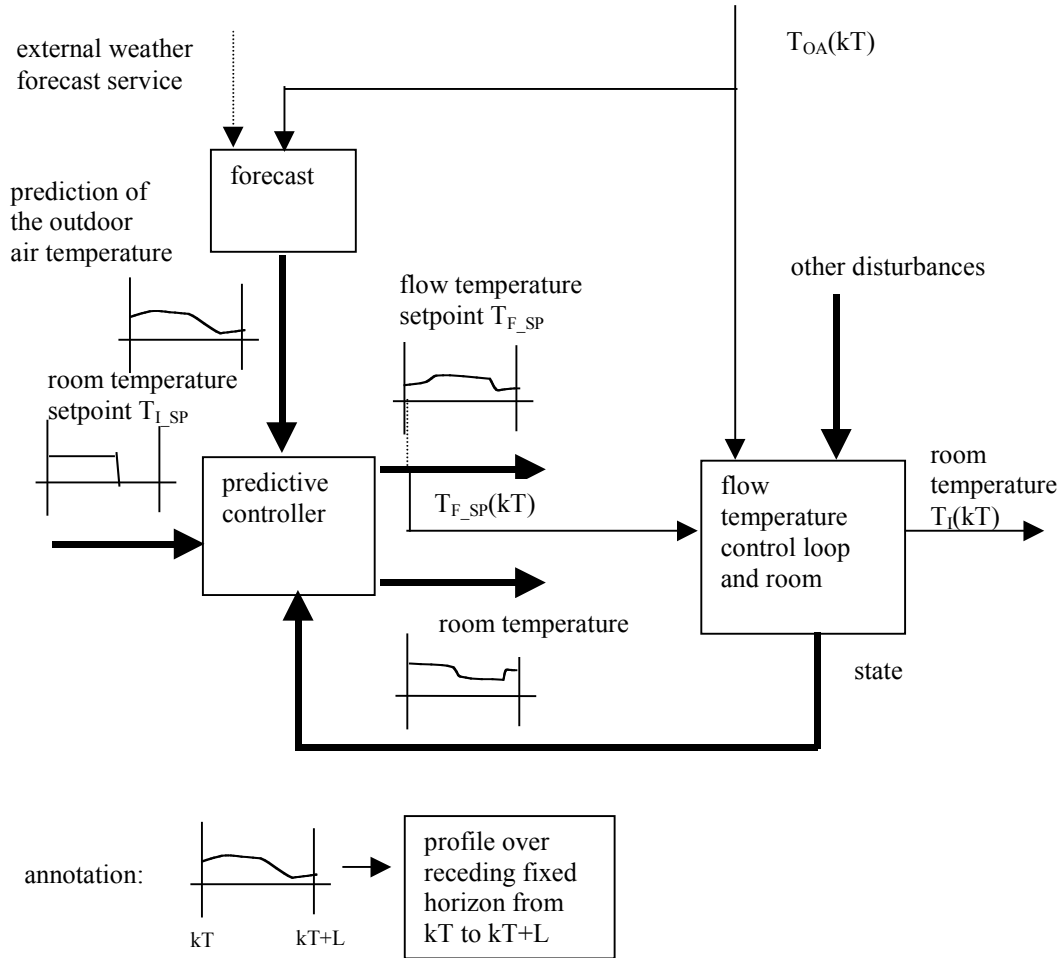 external weather
forecast service
T_OA(kT)
forecast
prediction of
the outdoor
air temperature
other disturbances
flow temperature
setpoint T_F_SP
room temperature
setpoint T_I_SP
predictive
controller
T_F_SP(kT)
flow
temperature
control loop
and room
room
temperature
T_I(kT)
room temperature
state
annotation:
kT
kT+L
profile over
receding fixed
horizon from
kT to kT+L